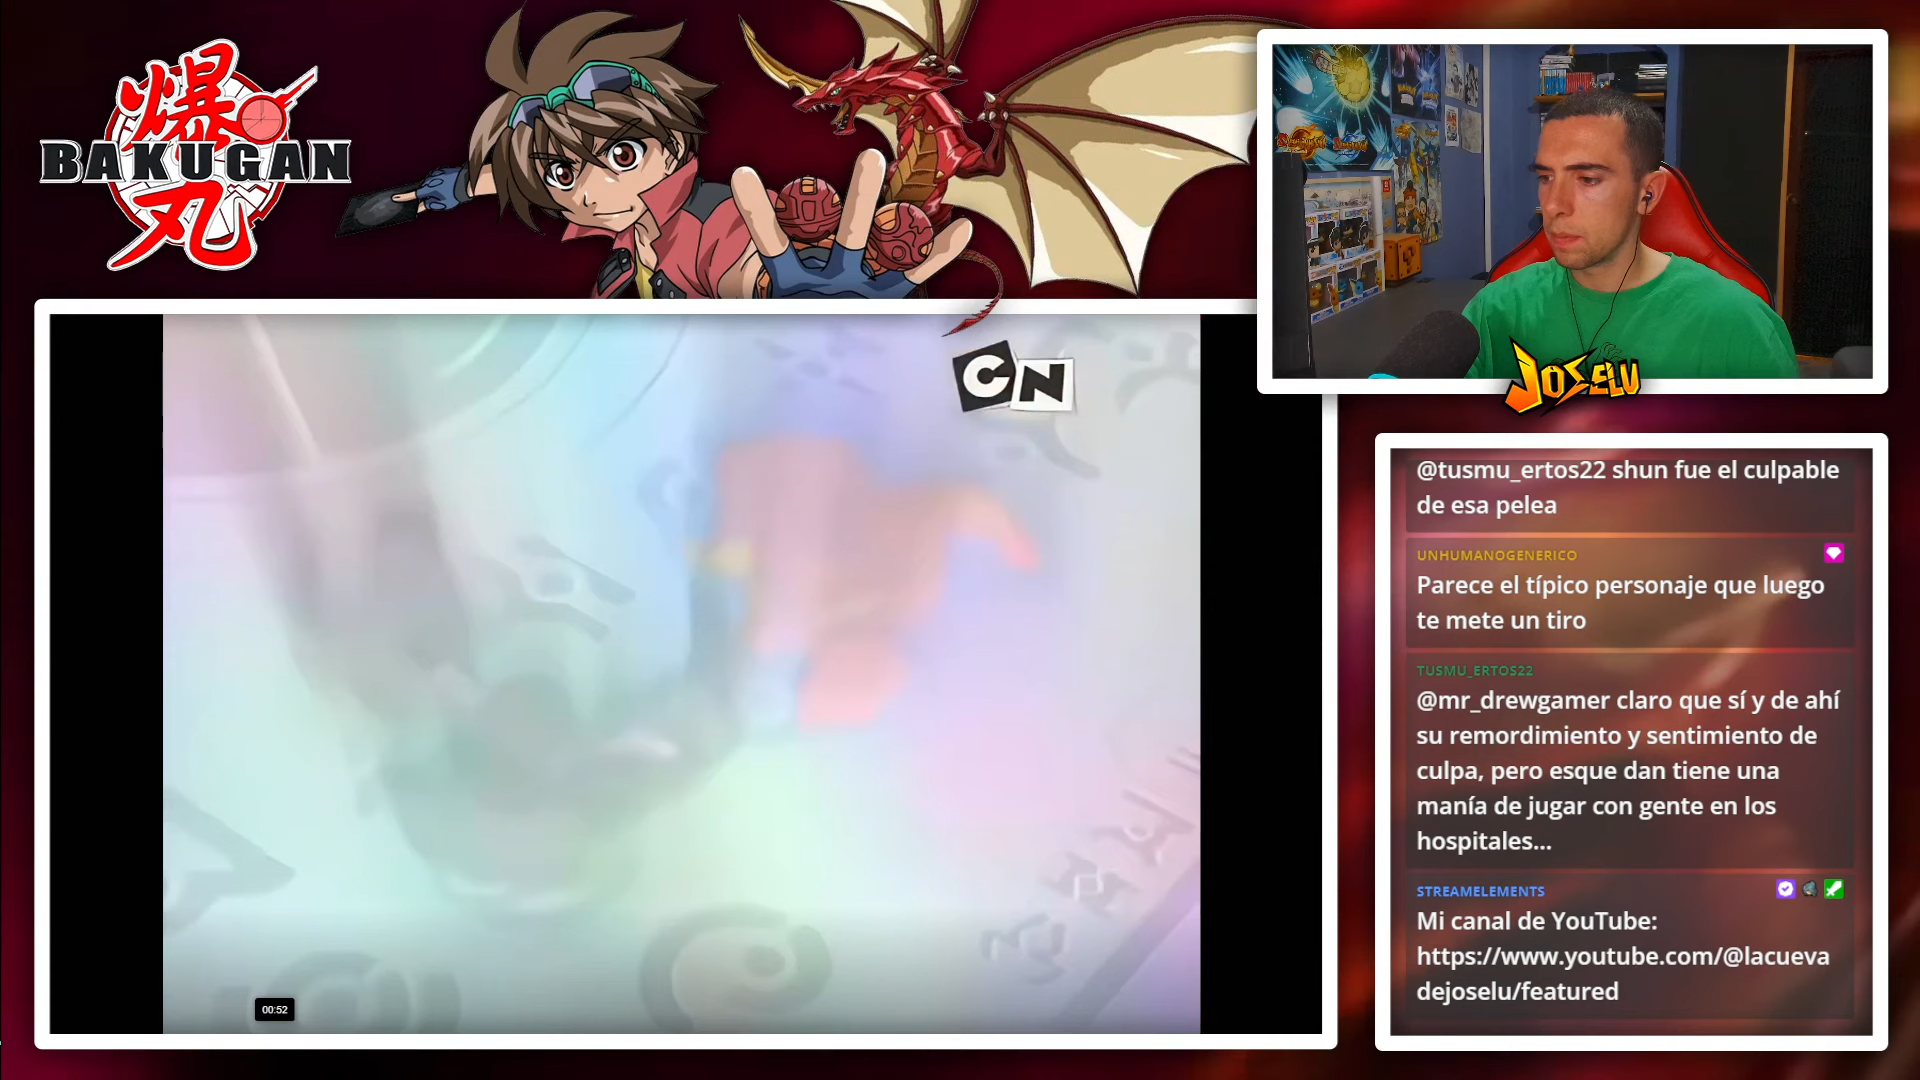 爆
BAKUGAN
丸
CN
00:52
JOSELU
@tusmu_ertos22 shun fue el culpable
de esa pelea
UNHUMANOGENERICO
Parece el típico personaje que luego
te mete un tiro
TUSMU_ERTOS22
@mr_drewgamer claro que sí y de ahí
su remordimiento y sentimiento de
culpa, pero esque dan tiene una
manía de jugar con gente en los
hospitales...
STREAMELEMENTS
Mi canal de YouTube:
https://www.youtube.com/@lacueva
dejoselu/featured